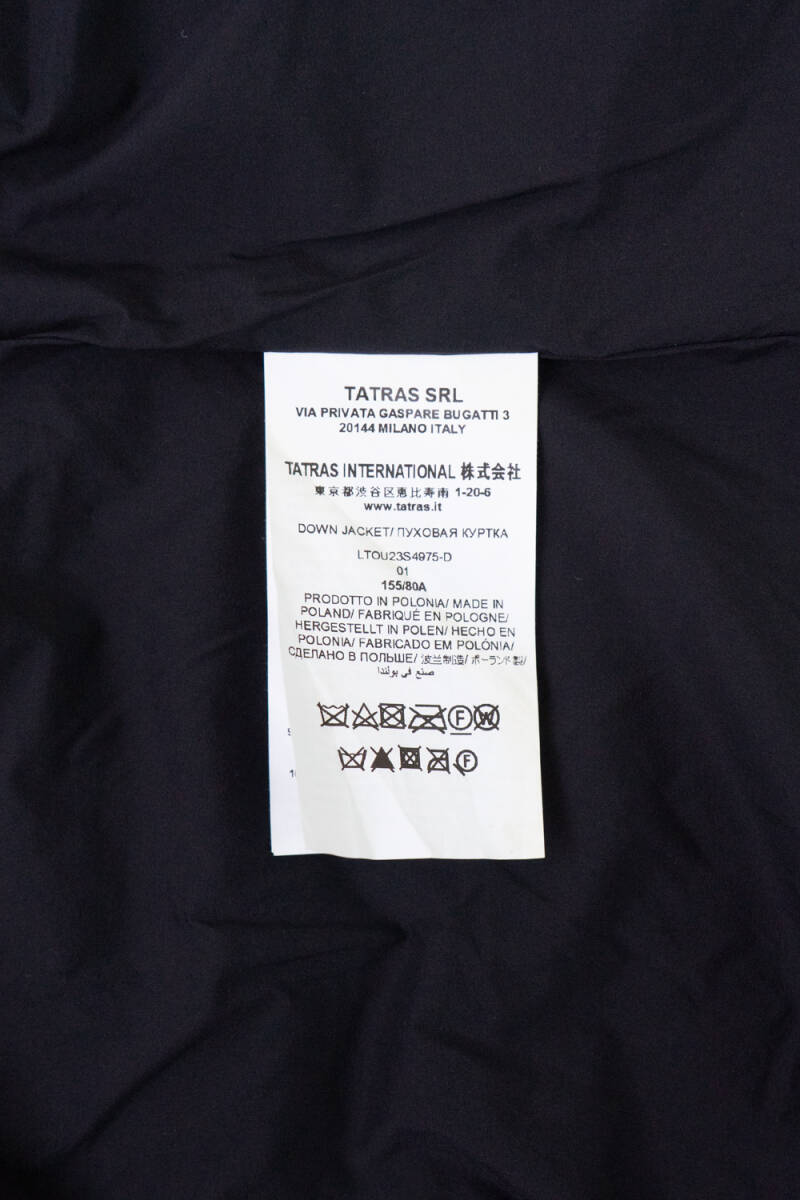 TATRAS SRL
VIA PRIVATA GASPARE BUGATTI 3
20144 MILANO ITALY
TATRAS INTERNATIONAL 株式会社
東京都渋谷区恵比寿南 1-20-6
www.tatras.it
DOWN JACKET/ ПУХОВАЯ КУРТКА
LTOU23S4975-D
01
155/80A
PRODOTTO IN POLONIA/ MADE IN
POLAND/ FABRIQUÉ EN POLOGNE/
HERGESTELLT IN POLEN/ HECHO EN
POLONIA/ FABRICADO EM POLÓNIA/
СДЕЛАНО В ПОЛЬШЕ/ 波兰制造/ ポーランド製/
صنع في بولندا
F W
F